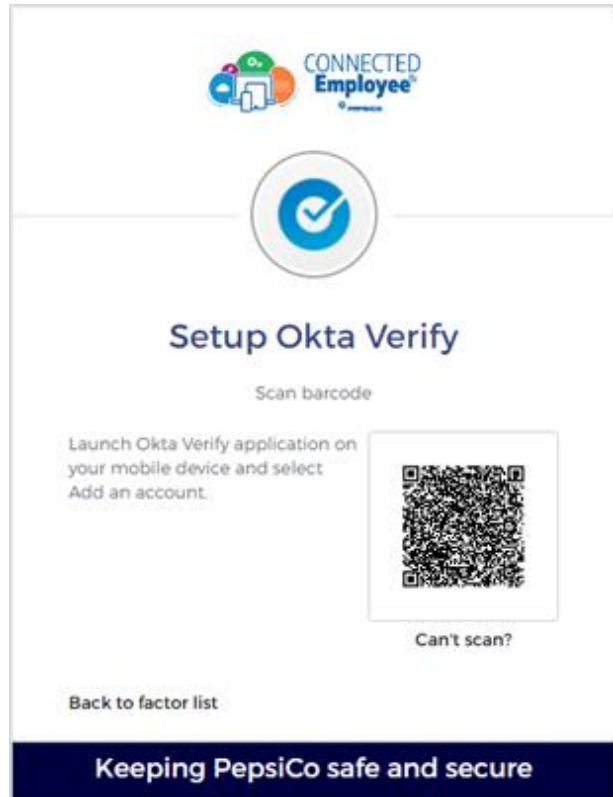 CONNECTED
Employee
PEPSICO
Setup Okta Verify
Scan barcode
Launch Okta Verify application on
your mobile device and select
Add an account.
Can't scan?
Back to factor list
Keeping PepsiCo safe and secure